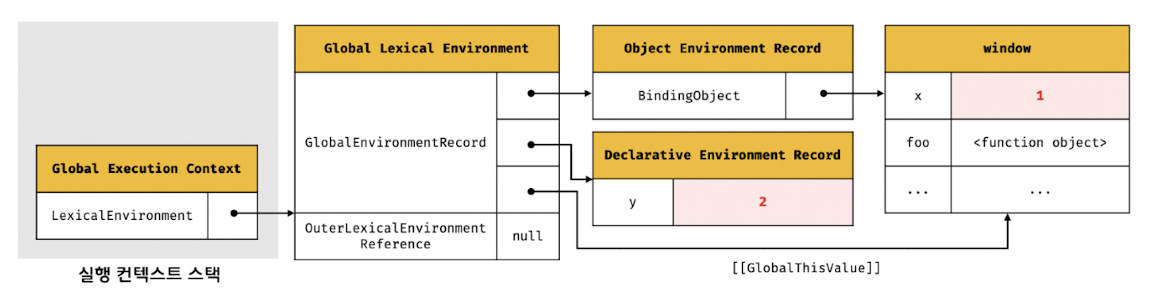 Global Execution Context
LexicalEnvironment
실행 컨텍스트 스택
Global Lexical Environment
GlobalEnvironmentRecord
OuterLexicalEnvironment
Reference
null
Object Environment Record
BindingObject
Declarative Environment Record
y
2
window
x
1
foo
<function object>
...
...
[[GlobalThisValue]]